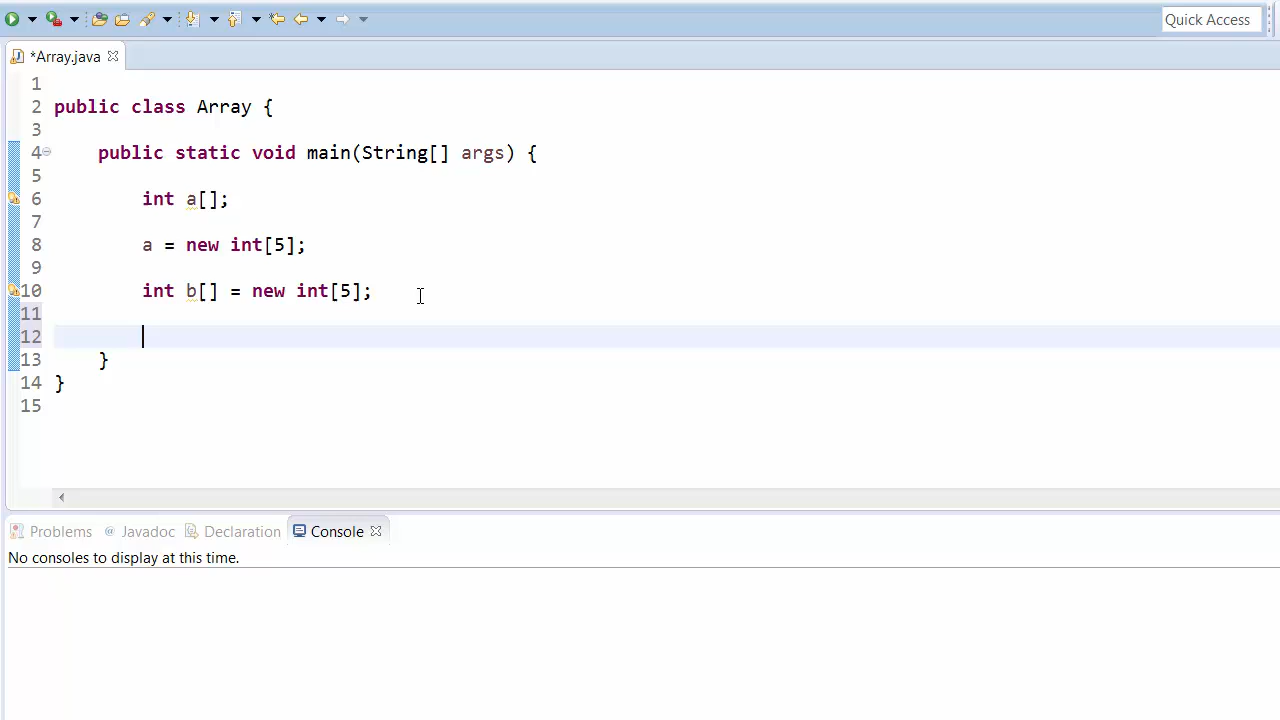 Quick Access
*Array.java
1
2 public class Array {
3
4 public static void main(String[] args) {
5
6 int a[];
7
8 a = new int[5];
9
10 int b[] = new int[5];
11
12
13 }
14 }
15
Problems @ Javadoc Declaration Console
No consoles to display at this time.